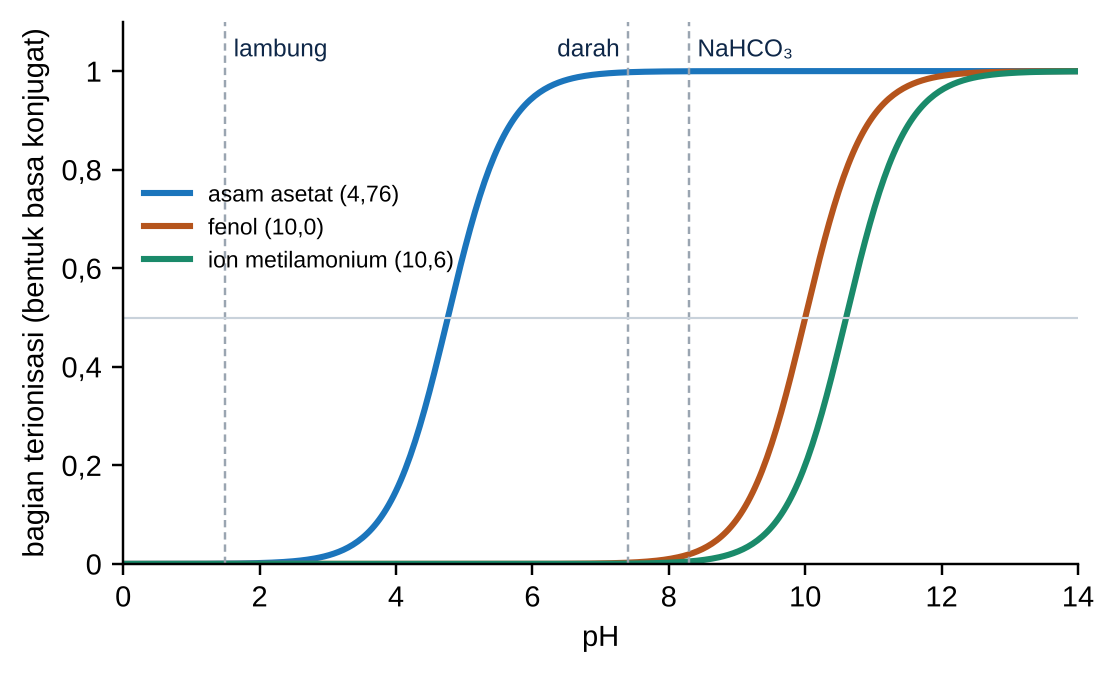 bagian terionisasi (bentuk basa konjugat)
lambung
darah
NaHCO₃
1
0,8
0,6
0,4
0,2
0
asam asetat (4,76)
fenol (10,0)
ion metilamonium (10,6)
0 2 4 6 8 10 12 14
pH